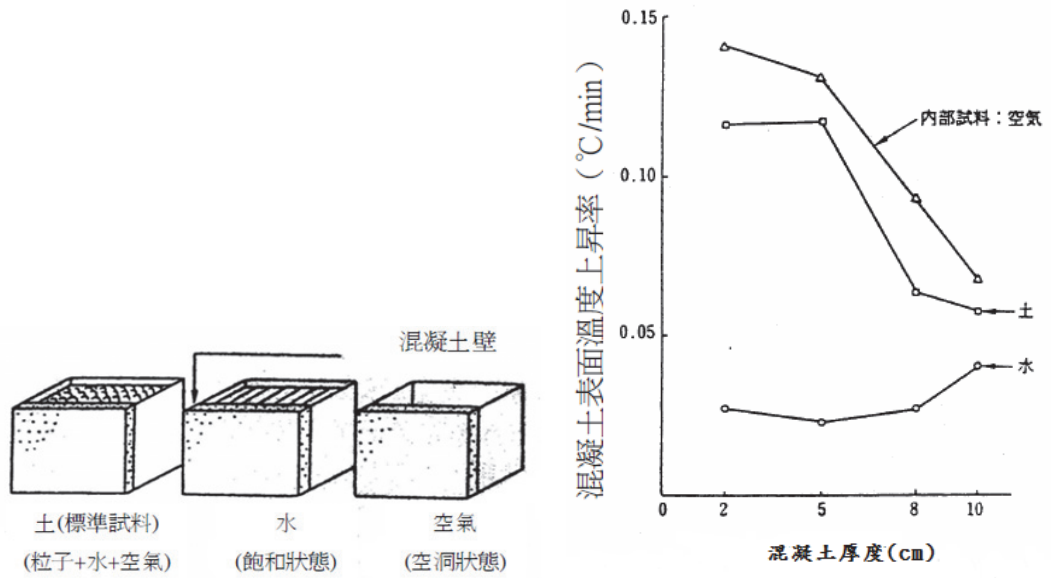 混凝土壁
土(標準試料)
(粒子+水+空氣)
水
(飽和狀態)
空氣
(空洞狀態)
混凝土表面溫度上昇率(℃/min)
0.15
0.10
0.05
0
0
2
5
8
10
内部試料:空気
土
水
混凝土厚度(cm)